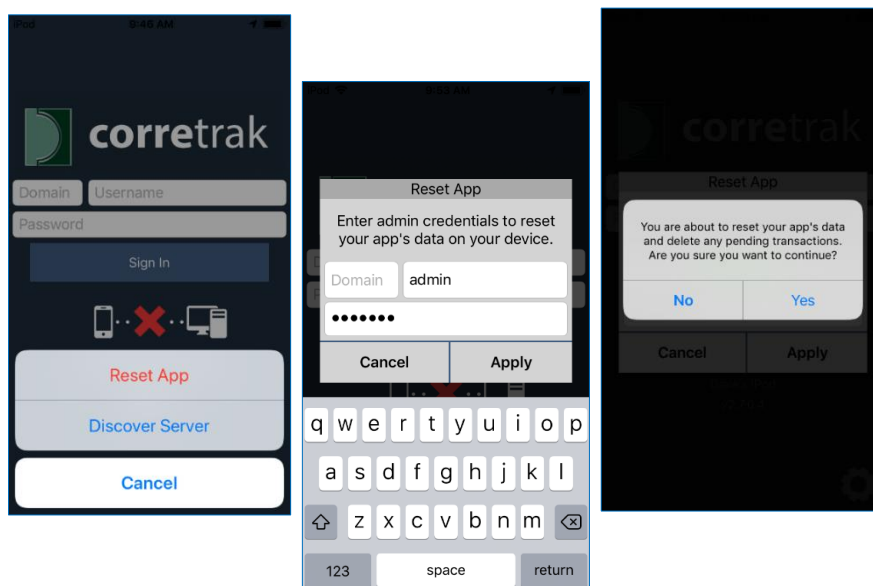 iPod 9:45 AM
corretrak
Domain Username
Password
Sign In
Reset App
Discover Server
Cancel
iPod 9:53 AM
Reset App
Enter admin credentials to reset
your app's data on your device.
Domain admin
•••••••
Cancel Apply
q w e r t y u i o p
a s d f g h j k l
z x c v b n m
123 space return
corretrak
Reset App
You are about to reset your app's data
and delete any pending transactions.
Are you sure you want to continue?
No Yes
Cancel Apply